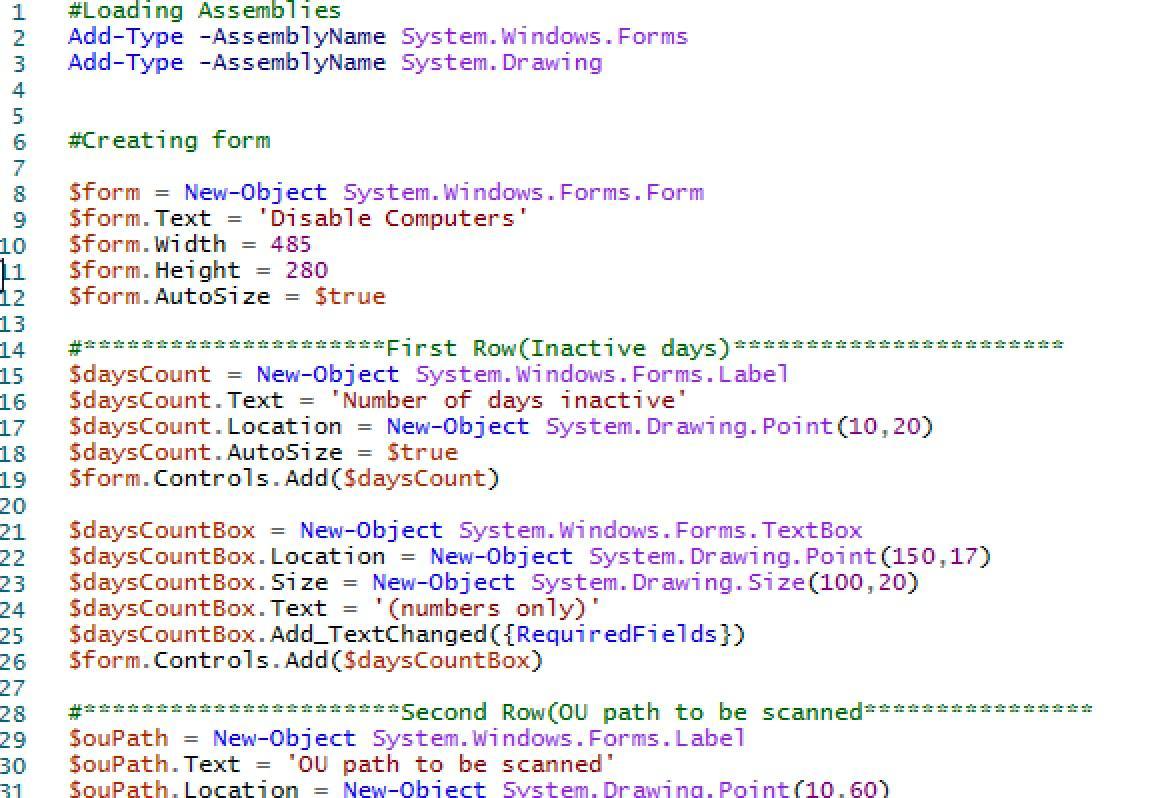 1 #Loading Assemblies
2 Add-Type -AssemblyName System.Windows.Forms
3 Add-Type -AssemblyName System.Drawing
4
5
6 #Creating form
7
8 $form = New-Object System.Windows.Forms.Form
9 $form.Text = 'Disable Computers'
10 $form.Width = 485
11 $form.Height = 280
12 $form.AutoSize = $true
13
14 #*********************First Row(Inactive days)***********************
15 $daysCount = New-Object System.Windows.Forms.Label
16 $daysCount.Text = 'Number of days inactive'
17 $daysCount.Location = New-Object System.Drawing.Point(10,20)
18 $daysCount.AutoSize = $true
19 $form.Controls.Add($daysCount)
20
21 $daysCountBox = New-Object System.Windows.Forms.TextBox
22 $daysCountBox.Location = New-Object System.Drawing.Point(150,17)
23 $daysCountBox.Size = New-Object System.Drawing.Size(100,20)
24 $daysCountBox.Text = '(numbers only)'
25 $daysCountBox.Add_TextChanged({RequiredFields})
26 $form.Controls.Add($daysCountBox)
27
28 #**********************Second Row(OU path to be scanned****************
29 $ouPath = New-Object System.Windows.Forms.Label
30 $ouPath.Text = 'OU path to be scanned'
31 $ouPath.Location = New-Object System.Drawing.Point(10,60)